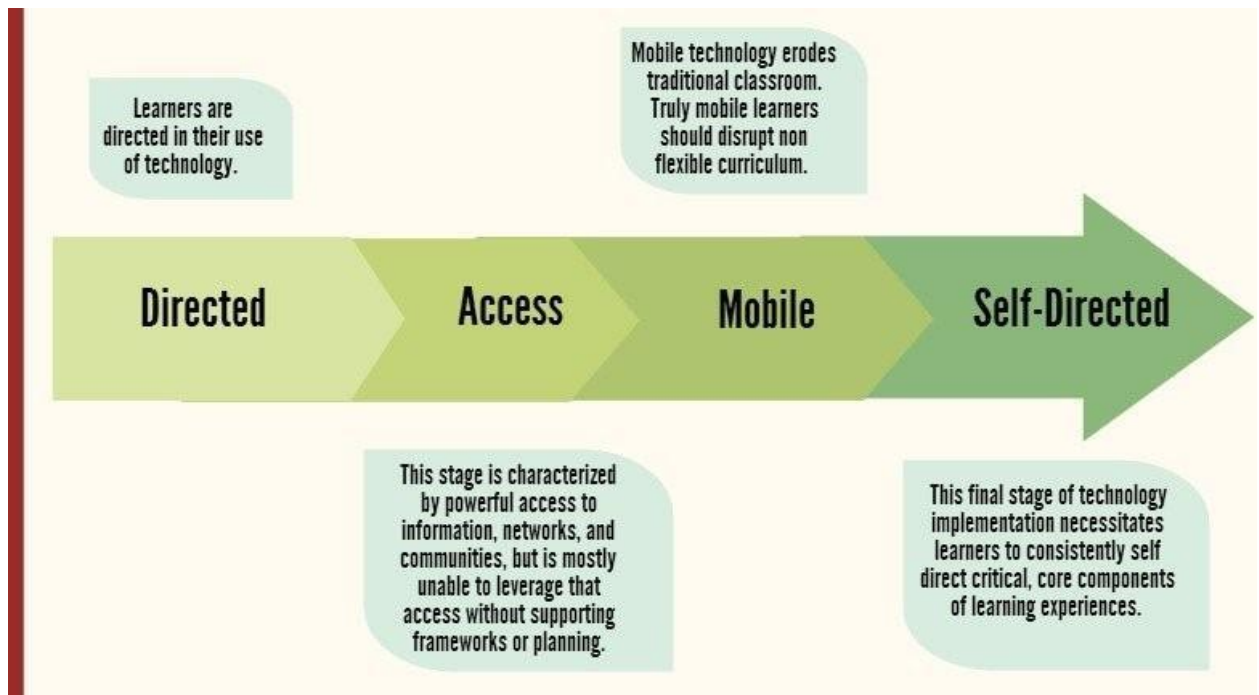 Learners are
directed in their use
of technology.
Mobile technology erodes
traditional classroom.
Truly mobile learners
should disrupt non
flexible curriculum.
Directed
Access
Mobile
Self-Directed
This stage is characterized
by powerful access to
information, networks, and
communities, but is mostly
unable to leverage that
access without supporting
frameworks or planning.
This final stage of technology
implementation necessitates
learners to consistently self
direct critical, core components
of learning experiences.